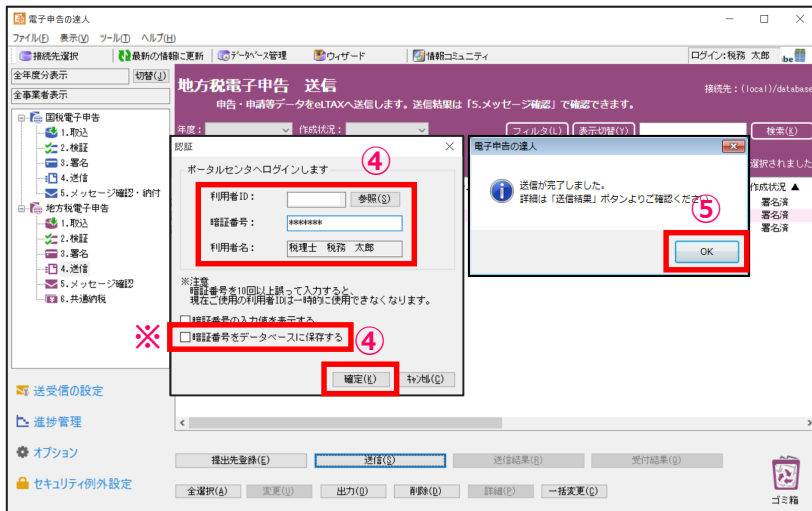 電子申告の達人
ファイル(F) 表示(V) ツール(T) ヘルプ(H)
接続先選択 最新の情報に更新 データベース管理 ウィザード 情報コミュニティ ログイン:税務 太郎
全年度分表示 切替(J)
全事業者表示
国税電子申告
1.取込
2.検証
3.署名
4.送信
5.メッセージ確認・納付
地方税電子申告
1.取込
2.検証
3.署名
4.送信
5.メッセージ確認
6.共通納税
送受信の設定
進捗管理
オプション
セキュリティ例外設定
地方税電子申告 送信
接続先:(local)/database
申告・申請等データをeLTAXへ送信します。送信結果は「5.メッセージ確認」で確認できます。
年度: 作成状況: フィルタ(L) 表示切替(Y) 検索(K)
選択されました
作成状況 ▲
署名済
署名済
署名済
認証
ポータルセンタへログインします
④
利用者ID: 参照(S)
暗証番号: *******
利用者名: 税理士 税務 太郎
※注意
暗証番号を10回以上誤って入力すると、
現在ご使用の利用者IDは一時的に使用できなくなります。
暗証番号の入力値を表示する
※ 暗証番号をデータベースに保存する ④
確定(K) ｷｬﾝｾﾙ(C)
電子申告の達人
送信が完了しました。
詳細は「送信結果」ボタンよりご確認ください
⑤
OK
提出先登録(E) 送信(S) 送信結果(R) 受付結果(Q)
全選択(A) 変更(U) 出力(O) 削除(D) 詳細(P) 一括変更(C)
ゴミ箱